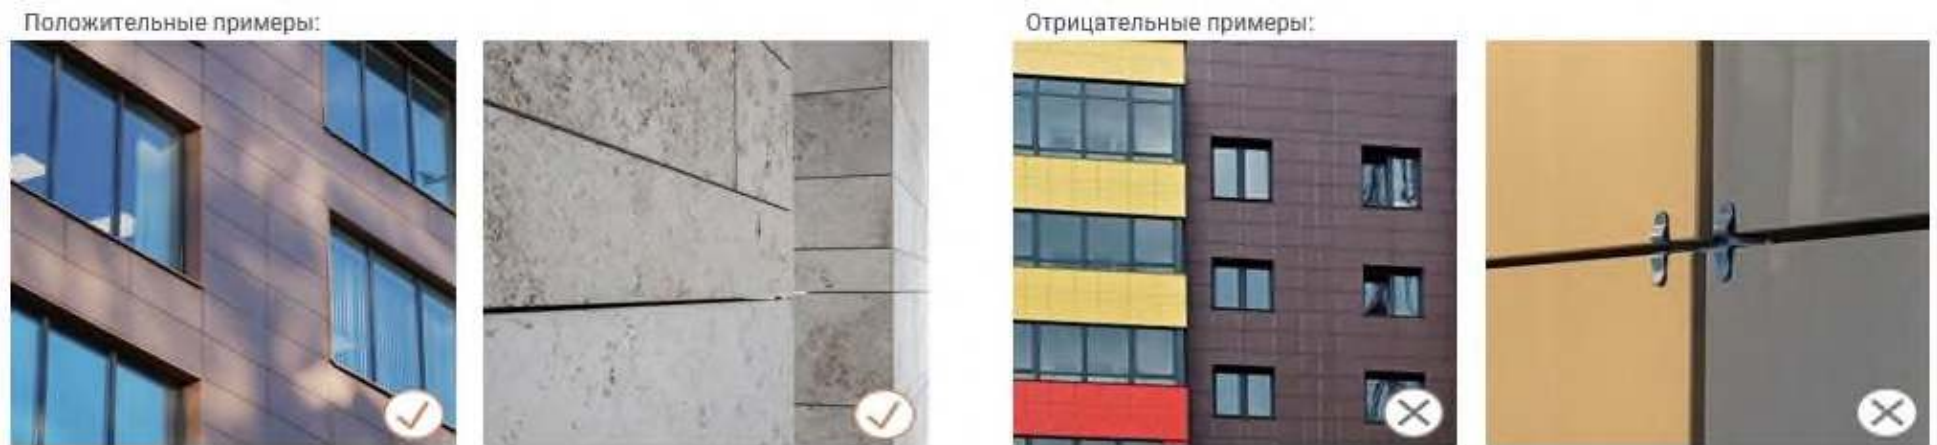 Положительные примеры:
Отрицательные примеры: